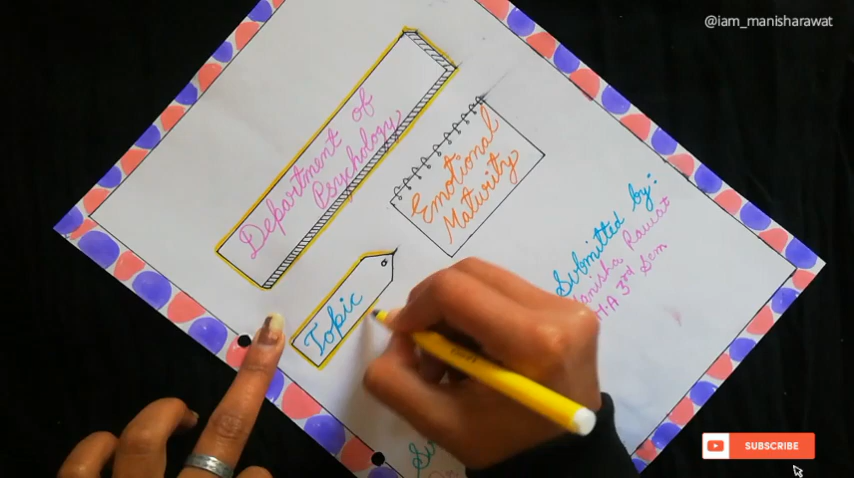 @iam_manisharawat
Department of
Psychology
Emotional
Maturity
Topic
Submitted by:
Manisha Rawat
MA 3rd Sem
SUBSCRIBE